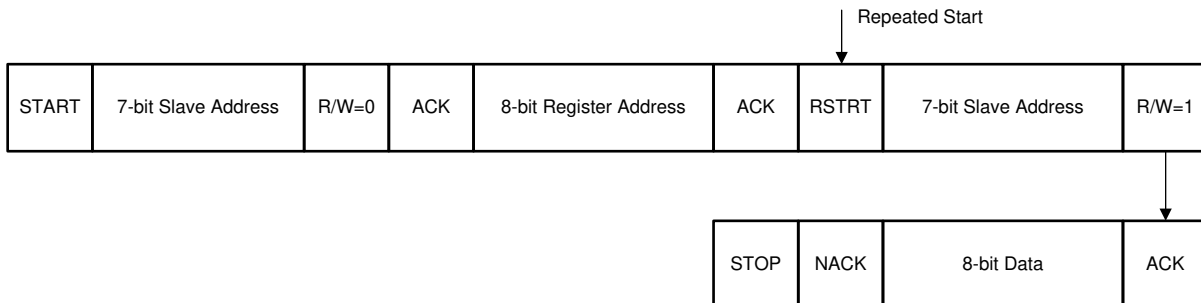 Repeated Start
START 7-bit Slave Address R/W=0 ACK 8-bit Register Address ACK RSTRT 7-bit Slave Address R/W=1
STOP NACK 8-bit Data ACK